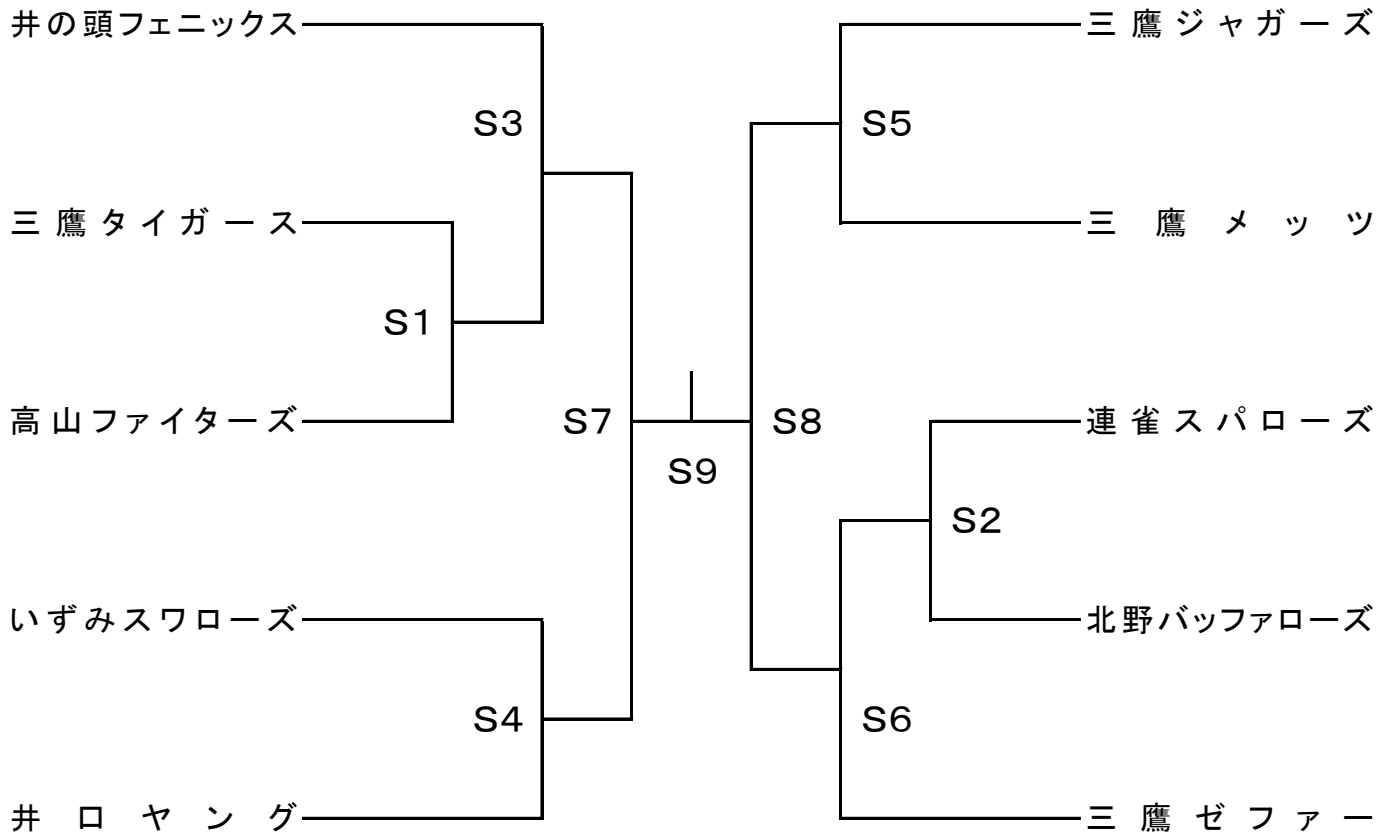 井の頭フェニックス
三鷹ジャガーズ
S3
S5
三鷹タイガース
三鷹メッツ
S1
高山ファイターズ
S7
S8
連雀スパローズ
S9
S2
いずみスワローズ
北野バッファローズ
S4
S6
井口ヤング
三鷹ゼファー